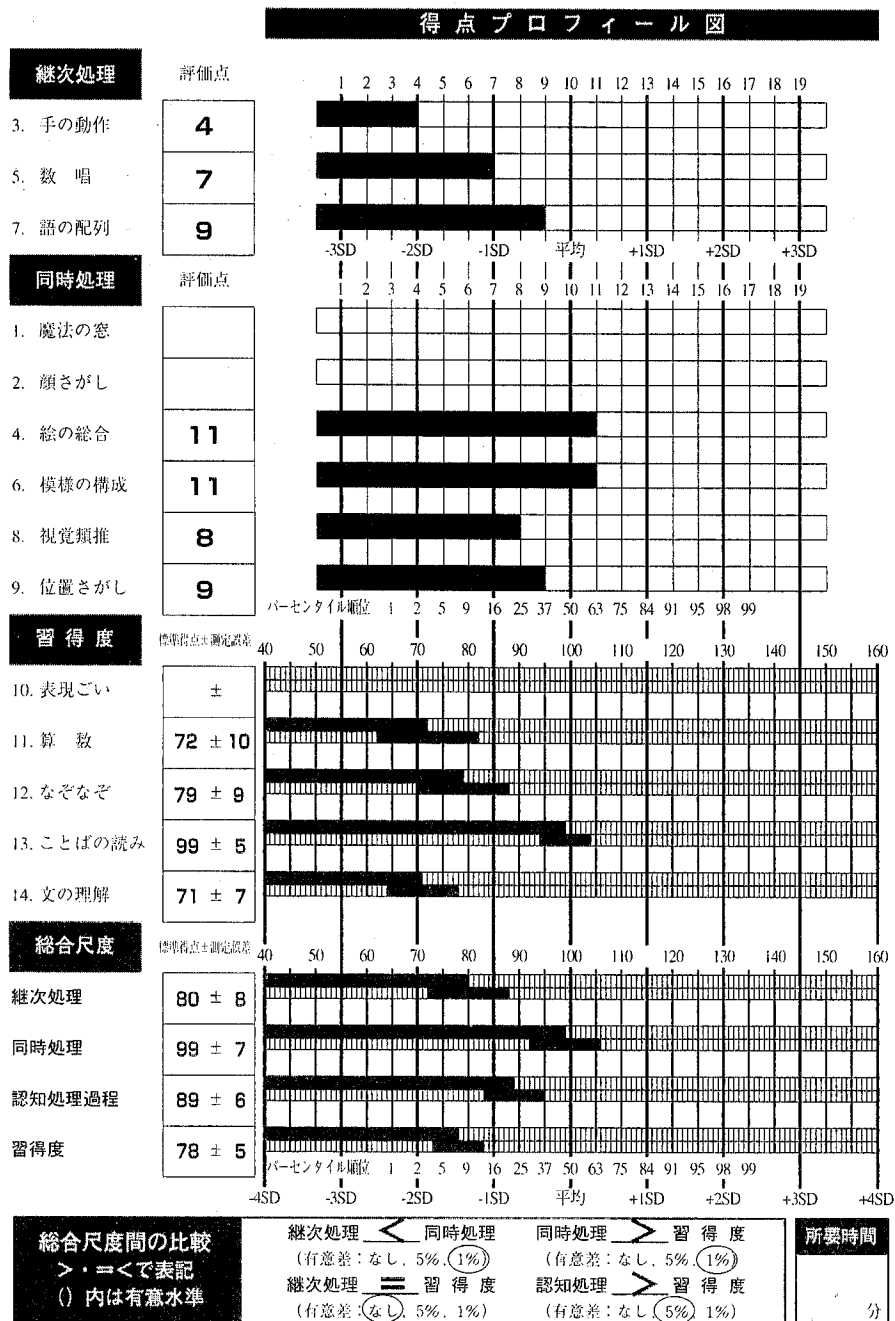 得点プロフィール図
継次処理 評価点 1 2 3 4 5 6 7 8 9 10 11 12 13 14 15 16 17 18 19
3. 手の動作 4
5. 数 唱 7
7. 語の配列 9
-3SD -2SD -1SD 平均 +1SD +2SD +3SD
同時処理 評価点 1 2 3 4 5 6 7 8 9 10 11 12 13 14 15 16 17 18 19
1. 魔法の窓
2. 顔さがし
4. 絵の総合 11
6. 模様の構成 11
8. 視覚類推 8
9. 位置さがし 9
パーセンタイル順位 1 2 5 9 16 25 37 50 63 75 84 91 95 98 99
習得度 標準得点±測定誤差 40 50 60 70 80 90 100 110 120 130 140 150 160
10. 表現ごい ±
11. 算 数 72 ± 10
12. なぞなぞ 79 ± 9
13. ことばの読み 99 ± 5
14. 文の理解 71 ± 7
総合尺度 標準得点±測定誤差 40 50 60 70 80 90 100 110 120 130 140 150 160
継次処理 80 ± 8
同時処理 99 ± 7
認知処理過程 89 ± 6
習得度 78 ± 5
パーセンタイル順位 1 2 5 9 16 25 37 50 63 75 84 91 95 98 99
-4SD -3SD -2SD -1SD 平均 +1SD +2SD +3SD +4SD
総合尺度間の比較
>・=<で表記
() 内は有意水準
継次処理 < 同時処理 同時処理 > 習得度
(有意差:なし, 5%, 1%) (有意差:なし, 5%, 1%)
継次処理 = 習得度 認知処理 > 習得度
(有意差:なし, 5%, 1%) (有意差:なし, 5%, 1%)
所要時間
分